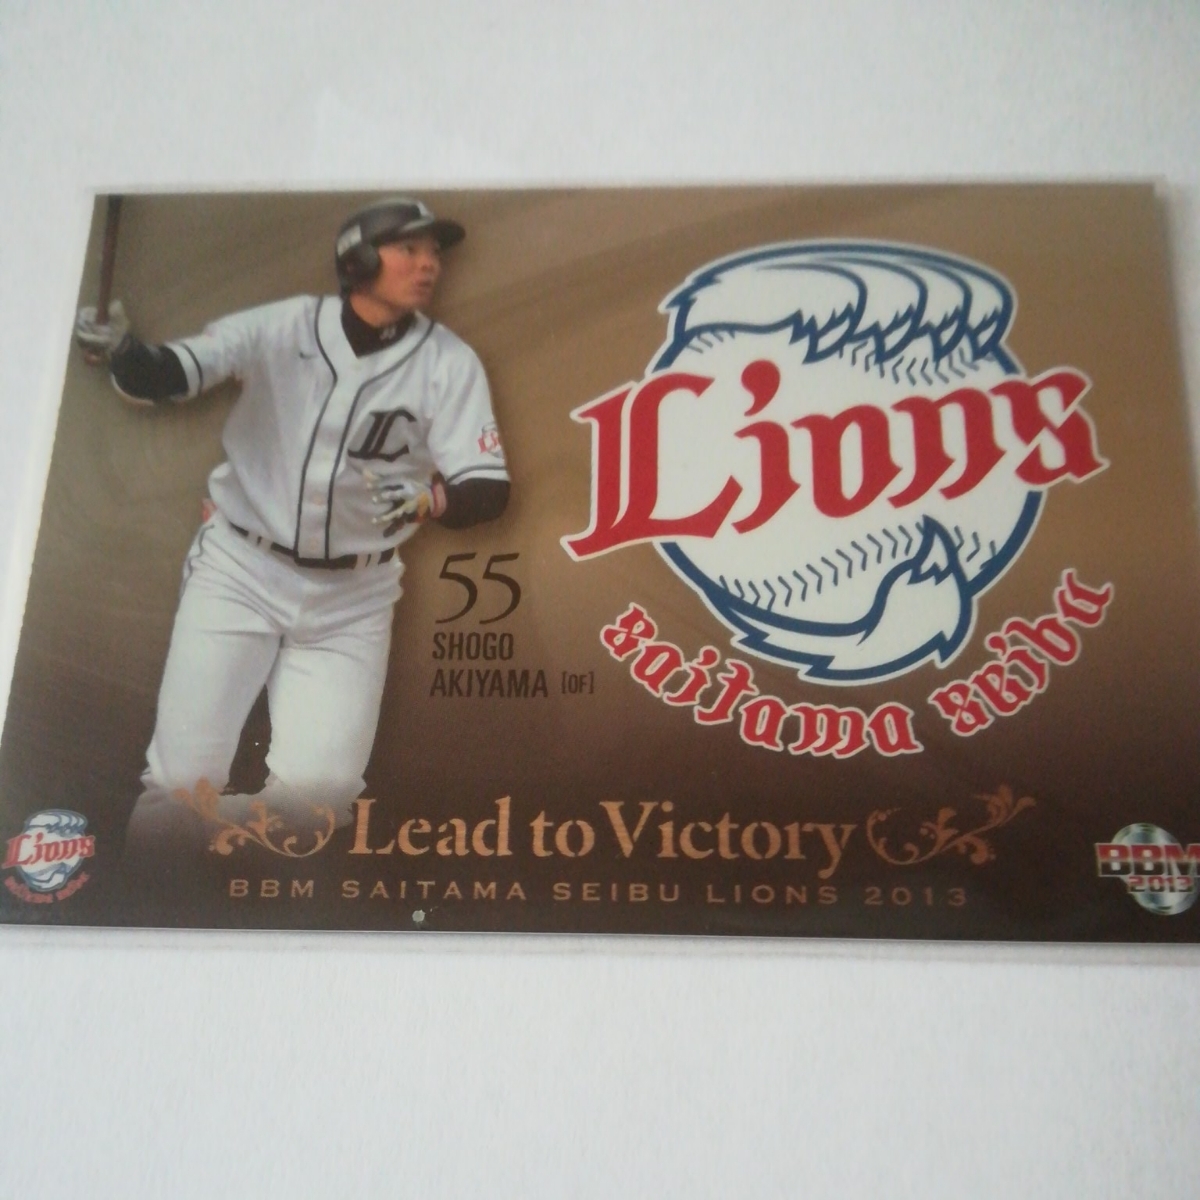 L
Lions
saitama seibu
55
SHOGO
AKIYAMA [OF]
Lead to Victory
BBM SAITAMA SEIBU LIONS 2013
Lions
BBM
2013